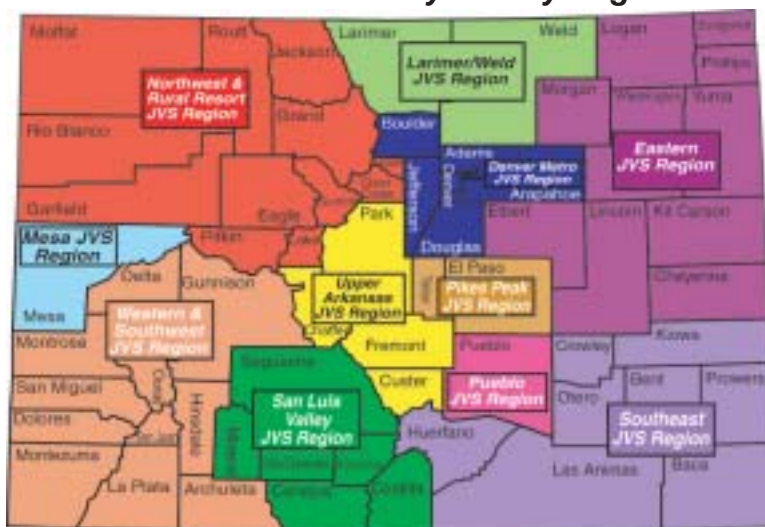 Moffat
Routt
Jackson
Larimer
Weld
Logan
Phillips
Northwest &
Rural Resort
JVS Region
Larimer/Weld
JVS Region
Morgan
Washington
Yuma
Rio Blanco
Grand
Boulder
Adams
Eastern
JVS Region
Denver Metro
JVS Region
Jefferson
Denver
Arapahoe
Garfield
Eagle
Park
Elbert
Lincoln
Kit Carson
Douglas
Mesa JVS
Region
Pitkin
Lake
Delta
Gunnison
El Paso
Upper
Arkansas
JVS Region
Teller
Pikes Peak
JVS Region
Cheyenne
Mesa
Western &
Southwest
JVS Region
Chaffee
Montrose
Fremont
Pueblo
Crowley
Kiowa
Saguache
San Miguel
Custer
Pueblo
JVS Region
Bent
Prowers
Otero
Dolores
Hinsdale
San Luis
Valley
JVS Region
Mineral
Huerfano
Southeast
JVS Region
Montezuma
La Plata
Archuleta
Conejos
Costilla
Las Animas
Baca